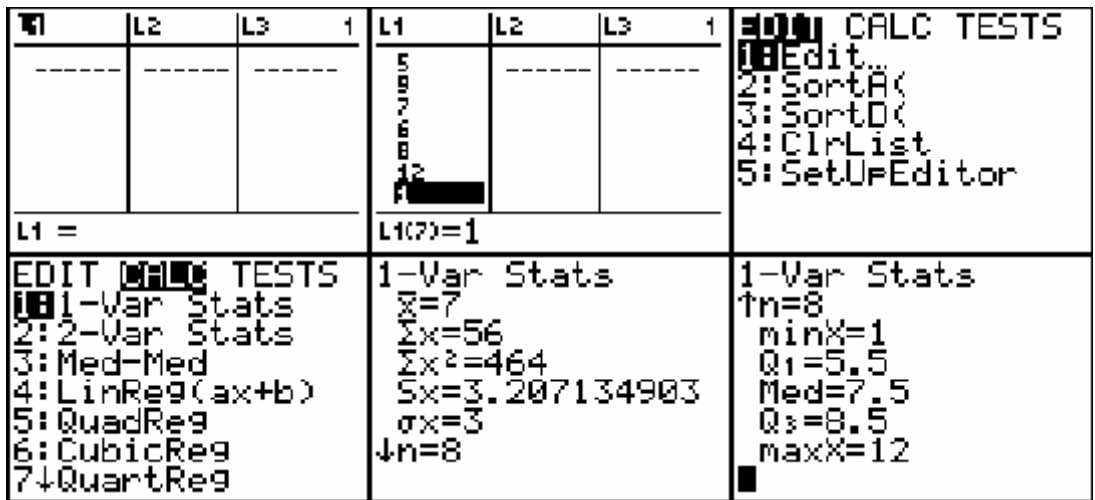 L1 L2 L3 1
------ ------ ------
L1 =
L1 L2 L3 1
------ ------
5
9
7
6
8
12
L1(7)=1
EDIT CALC TESTS
1:Edit…
2:SortA(
3:SortD(
4:ClrList
5:SetUpEditor
EDIT CALC TESTS
1:1-Var Stats
2:2-Var Stats
3:Med-Med
4:LinReg(ax+b)
5:QuadReg
6:CubicReg
7↓QuartReg
1-Var Stats
x̄=7
Σx=56
Σx²=464
Sx=3.207134903
σx=3
↓n=8
1-Var Stats
↑n=8
minX=1
Q₁=5.5
Med=7.5
Q₃=8.5
maxX=12